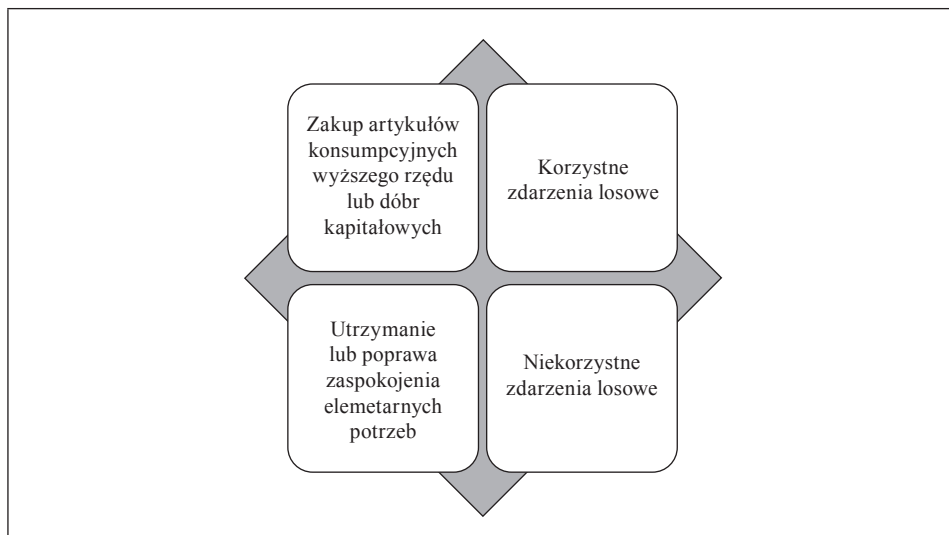 Zakup artykułów
konsumpcyjnych
wyższego rzędu
lub dóbr
kapitałowych
Korzystne
zdarzenia losowe
Utrzymanie
lub poprawa
zaspokojenia
elemetarnych
potrzeb
Niekorzystne
zdarzenia losowe